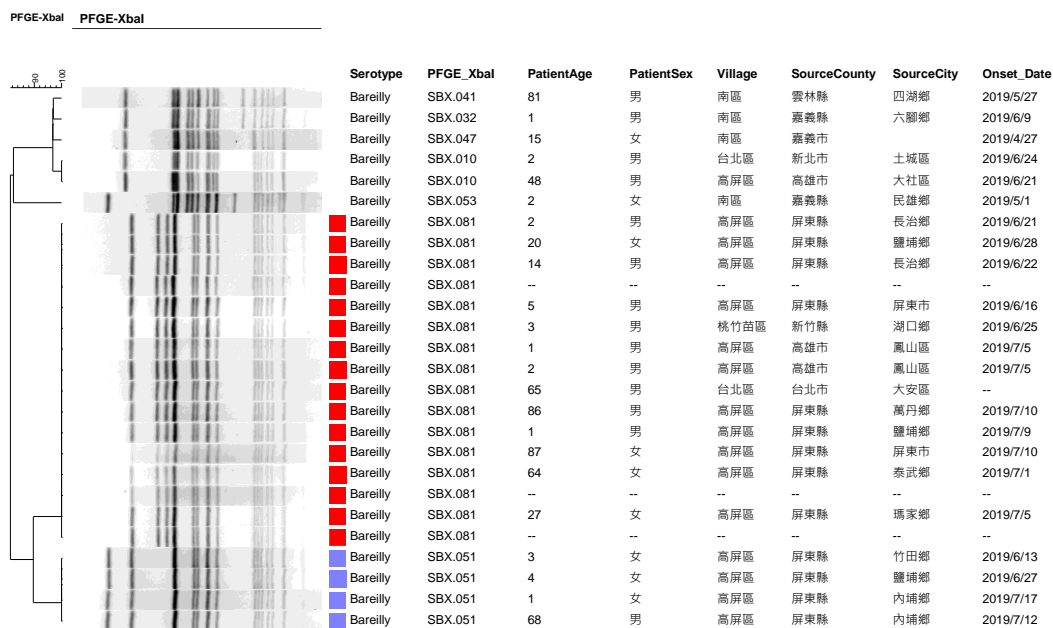 PFGE-XbaI PFGE-XbaI
90 100
Serotype PFGE_XbaI PatientAge PatientSex Village SourceCounty SourceCity Onset_Date
Bareilly SBX.041 81 男 南區 雲林縣 四湖鄉 2019/5/27
Bareilly SBX.032 1 男 南區 嘉義縣 六腳鄉 2019/6/9
Bareilly SBX.047 15 女 南區 嘉義市 2019/4/27
Bareilly SBX.010 2 男 台北區 新北市 土城區 2019/6/24
Bareilly SBX.010 48 男 高屏區 高雄市 大社區 2019/6/21
Bareilly SBX.053 2 女 南區 嘉義縣 民雄鄉 2019/5/1
Bareilly SBX.081 2 男 高屏區 屏東縣 長治鄉 2019/6/21
Bareilly SBX.081 20 女 高屏區 屏東縣 鹽埔鄉 2019/6/28
Bareilly SBX.081 14 男 高屏區 屏東縣 長治鄉 2019/6/22
Bareilly SBX.081 -- -- -- -- -- --
Bareilly SBX.081 5 男 高屏區 屏東縣 屏東市 2019/6/16
Bareilly SBX.081 3 男 桃竹苗區 新竹縣 湖口鄉 2019/6/25
Bareilly SBX.081 1 男 高屏區 高雄市 鳳山區 2019/7/5
Bareilly SBX.081 2 男 高屏區 高雄市 鳳山區 2019/7/5
Bareilly SBX.081 65 男 台北區 台北市 大安區 --
Bareilly SBX.081 86 男 高屏區 屏東縣 萬丹鄉 2019/7/10
Bareilly SBX.081 1 男 高屏區 屏東縣 鹽埔鄉 2019/7/9
Bareilly SBX.081 87 女 高屏區 屏東縣 屏東市 2019/7/10
Bareilly SBX.081 64 女 高屏區 屏東縣 泰武鄉 2019/7/1
Bareilly SBX.081 -- -- -- -- -- --
Bareilly SBX.081 27 女 高屏區 屏東縣 瑪家鄉 2019/7/5
Bareilly SBX.081 -- -- -- -- -- --
Bareilly SBX.051 3 女 高屏區 屏東縣 竹田鄉 2019/6/13
Bareilly SBX.051 4 女 高屏區 屏東縣 鹽埔鄉 2019/6/27
Bareilly SBX.051 1 女 高屏區 屏東縣 內埔鄉 2019/7/17
Bareilly SBX.051 68 男 高屏區 屏東縣 內埔鄉 2019/7/12